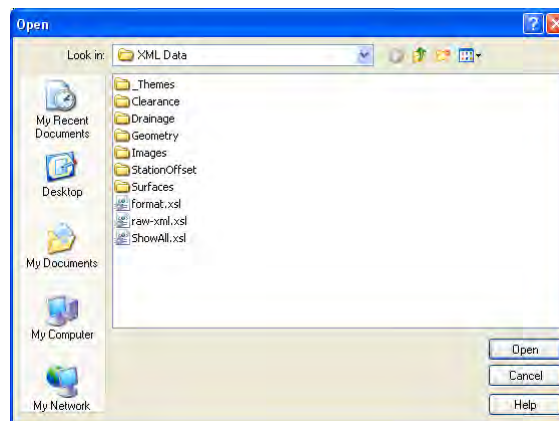 Open
Look in: XML Data
My Recent
Documents
Desktop
My Documents
My Computer
My Network
_Themes
Clearance
Drainage
Geometry
Images
StationOffset
Surfaces
format.xsl
raw-xml.xsl
ShowAll.xsl
Open
Cancel
Help